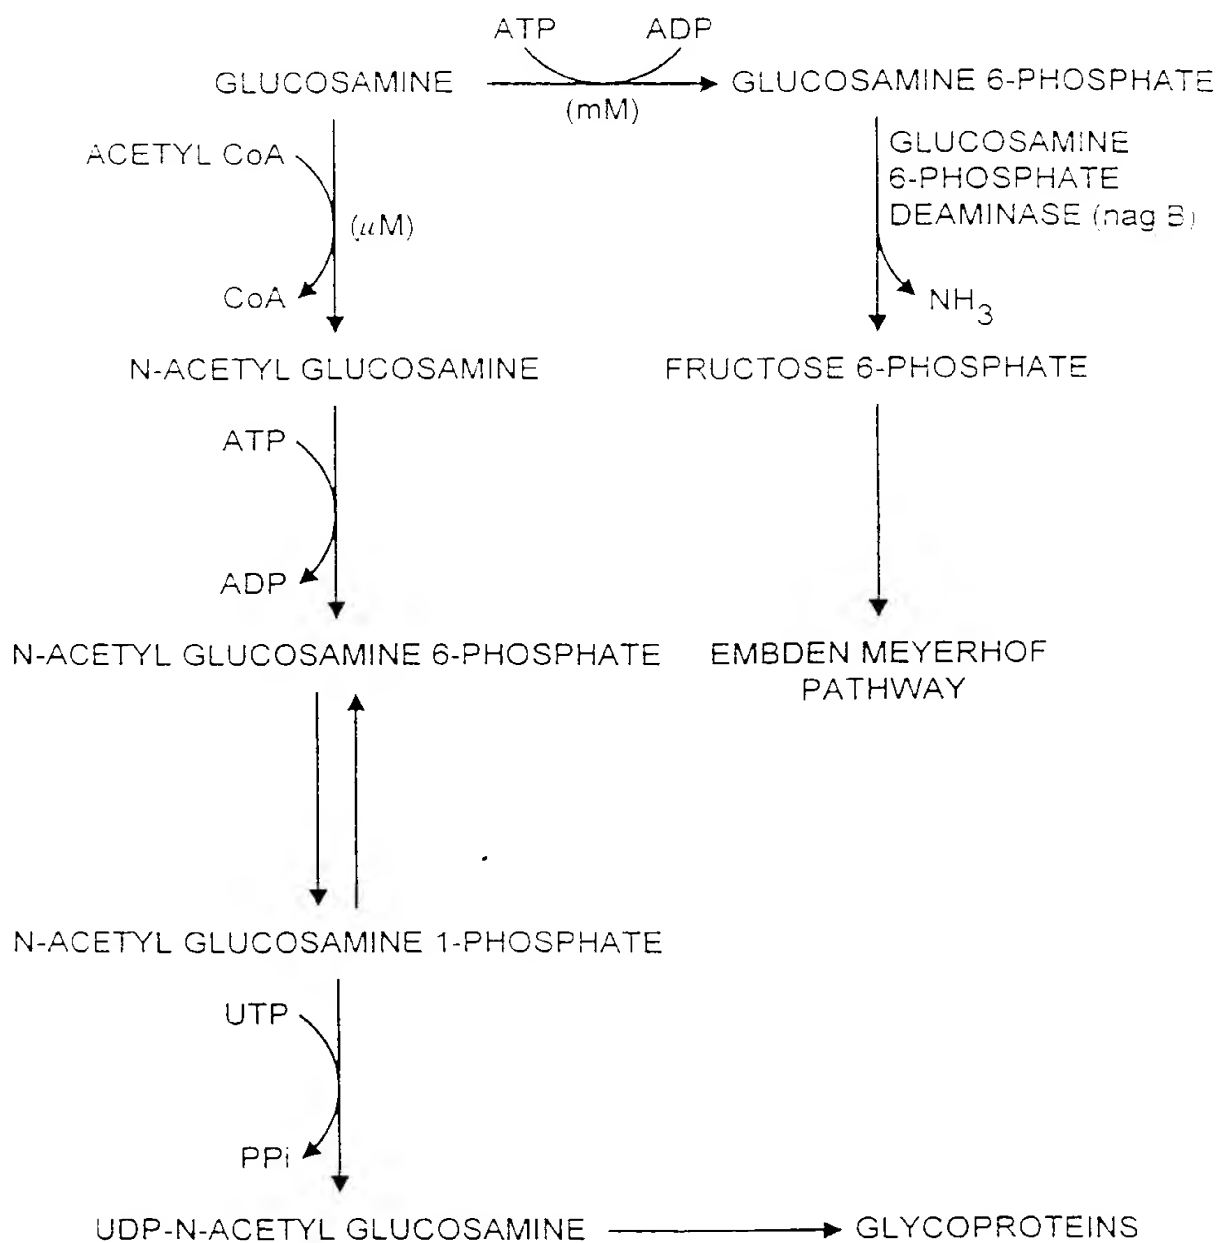 ATP ADP
GLUCOSAMINE GLUCOSAMINE 6-PHOSPHATE
(mM)
ACETYL CoA
GLUCOSAMINE
6-PHOSPHATE
DEAMINASE (nag B)
(μM)
CoA
NH3
N-ACETYL GLUCOSAMINE FRUCTOSE 6-PHOSPHATE
ATP
ADP
N-ACETYL GLUCOSAMINE 6-PHOSPHATE EMBDEN MEYERHOF
PATHWAY
N-ACETYL GLUCOSAMINE 1-PHOSPHATE
UTP
PPi
UDP-N-ACETYL GLUCOSAMINE GLYCOPROTEINS